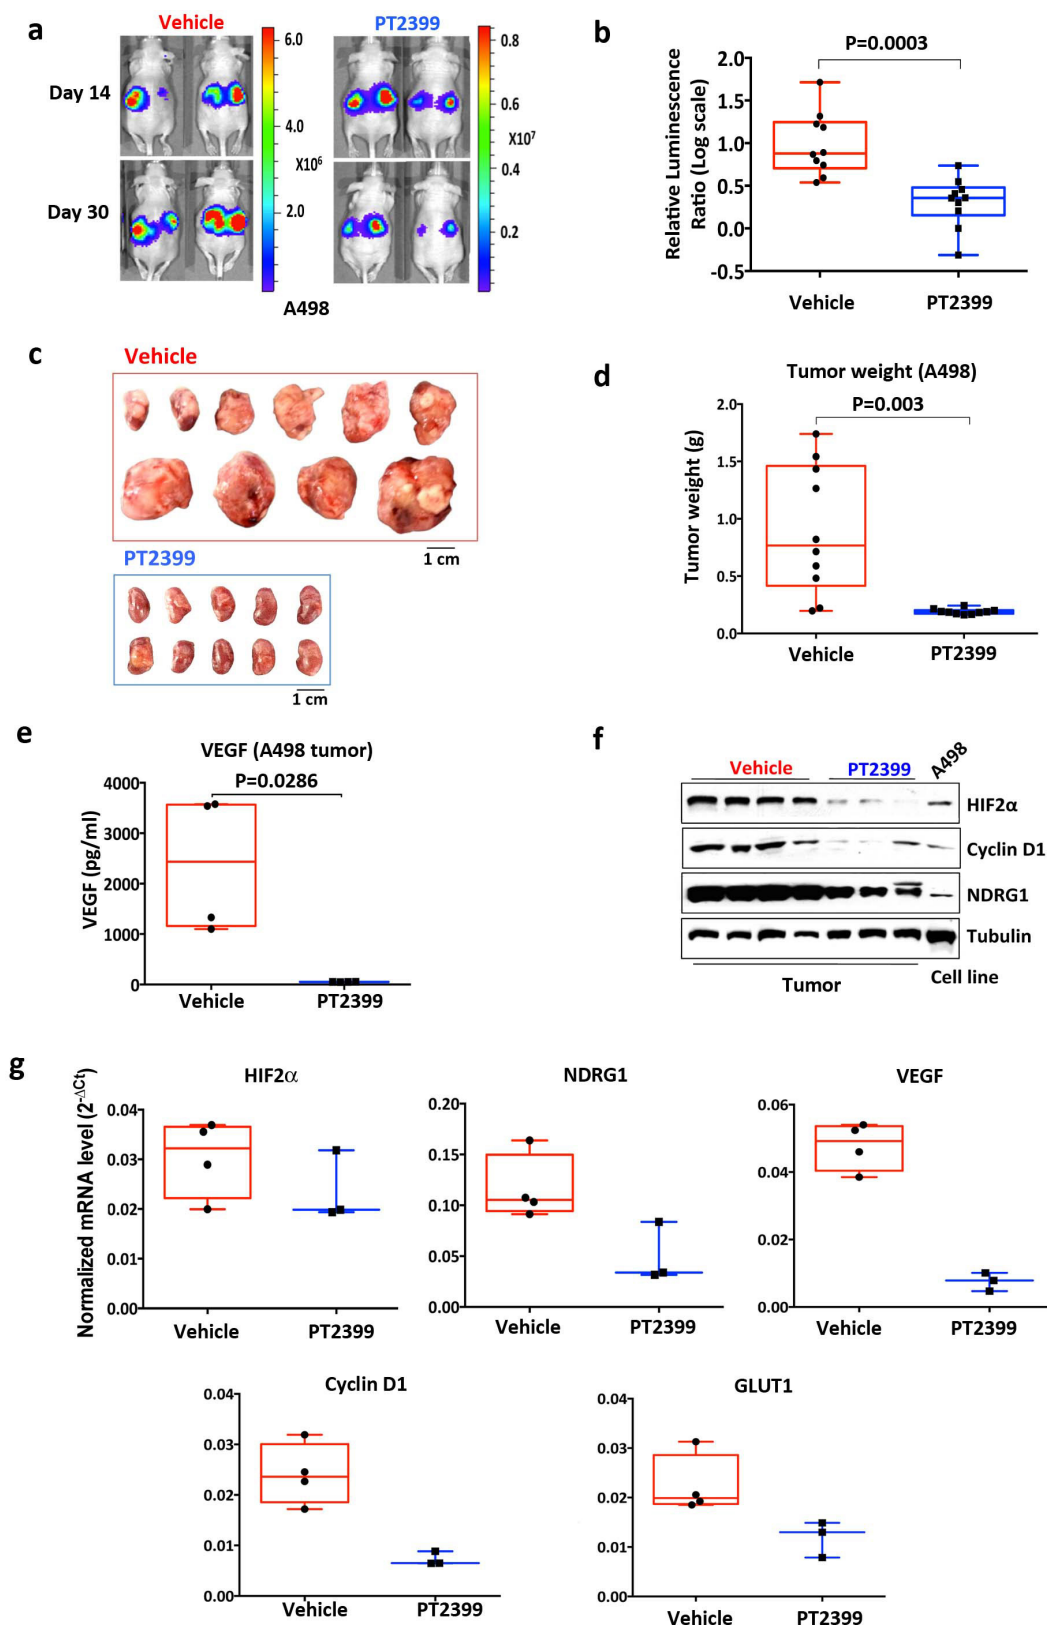 a
Vehicle
PT2399
Day 14
Day 30
6.0
4.0
X10⁶
2.0
0.8
0.6
X10⁷
0.4
0.2
A498
b
P=0.0003
Relative Luminescence
Ratio (Log scale)
2.0
1.5
1.0
0.5
0.0
-0.5
Vehicle
PT2399
c
Vehicle
1 cm
PT2399
1 cm
d
Tumor weight (A498)
P=0.003
Tumor weight (g)
2.0
1.5
1.0
0.5
0.0
Vehicle
PT2399
e
VEGF (A498 tumor)
P=0.0286
VEGF (pg/ml)
4000
3000
2000
1000
0
Vehicle
PT2399
f
Vehicle
PT2399
A498
HIF2α
Cyclin D1
NDRG1
Tubulin
Tumor
Cell line
g
Normalized mRNA level (2^-ΔCt)
HIF2α
0.04
0.03
0.02
0.01
0.00
Vehicle
PT2399
NDRG1
0.20
0.15
0.10
0.05
0.00
Vehicle
PT2399
VEGF
0.06
0.04
0.02
0.00
Vehicle
PT2399
Cyclin D1
0.04
0.03
0.02
0.01
0.00
Vehicle
PT2399
GLUT1
0.04
0.03
0.02
0.01
0.00
Vehicle
PT2399